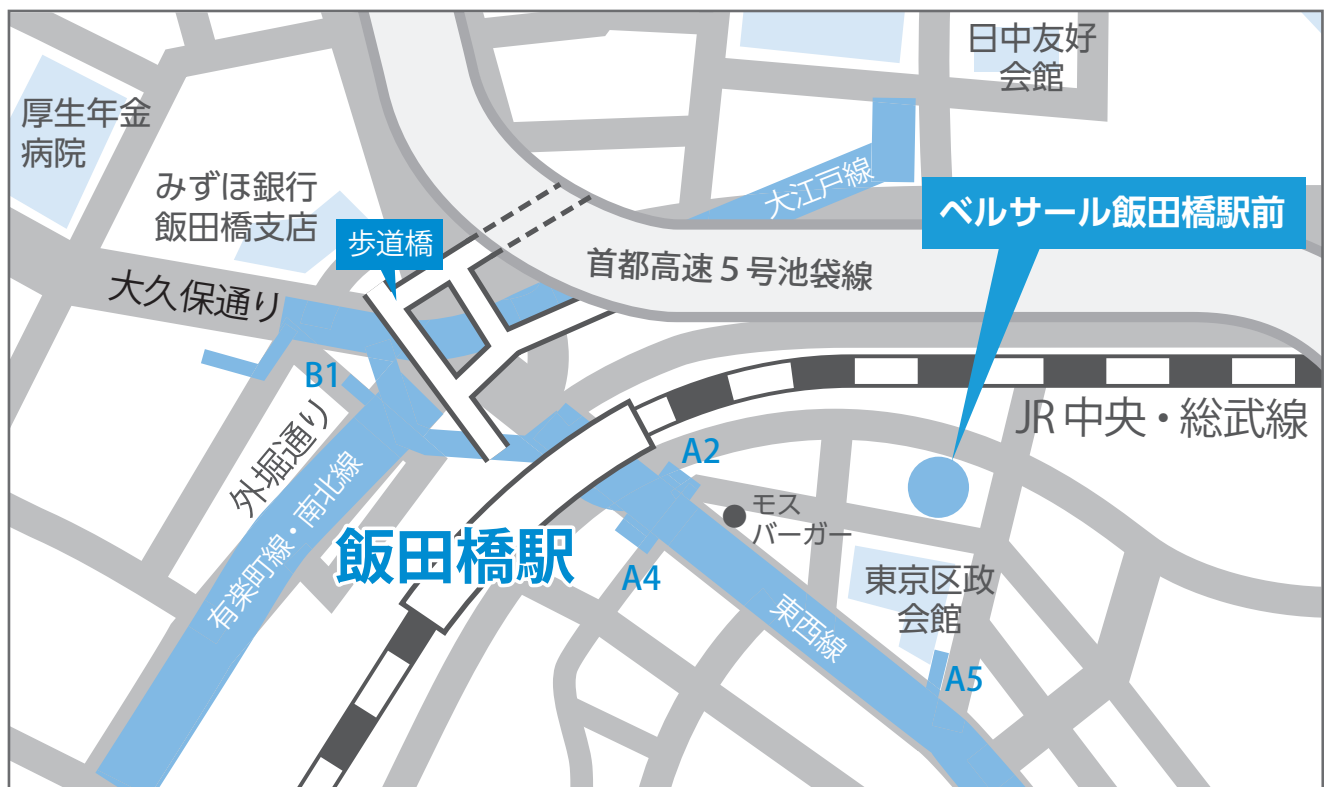 日中友好
会館
厚生年金
病院
みずほ銀行
飯田橋支店
大江戸線
ベルサール飯田橋駅前
歩道橋
首都高速5号池袋線
大久保通り
B1
外堀通り
JR中央・総武線
A2
有楽町線・南北線
モス
バーガー
飯田橋駅
A4
東京区政
会館
東西線
A5